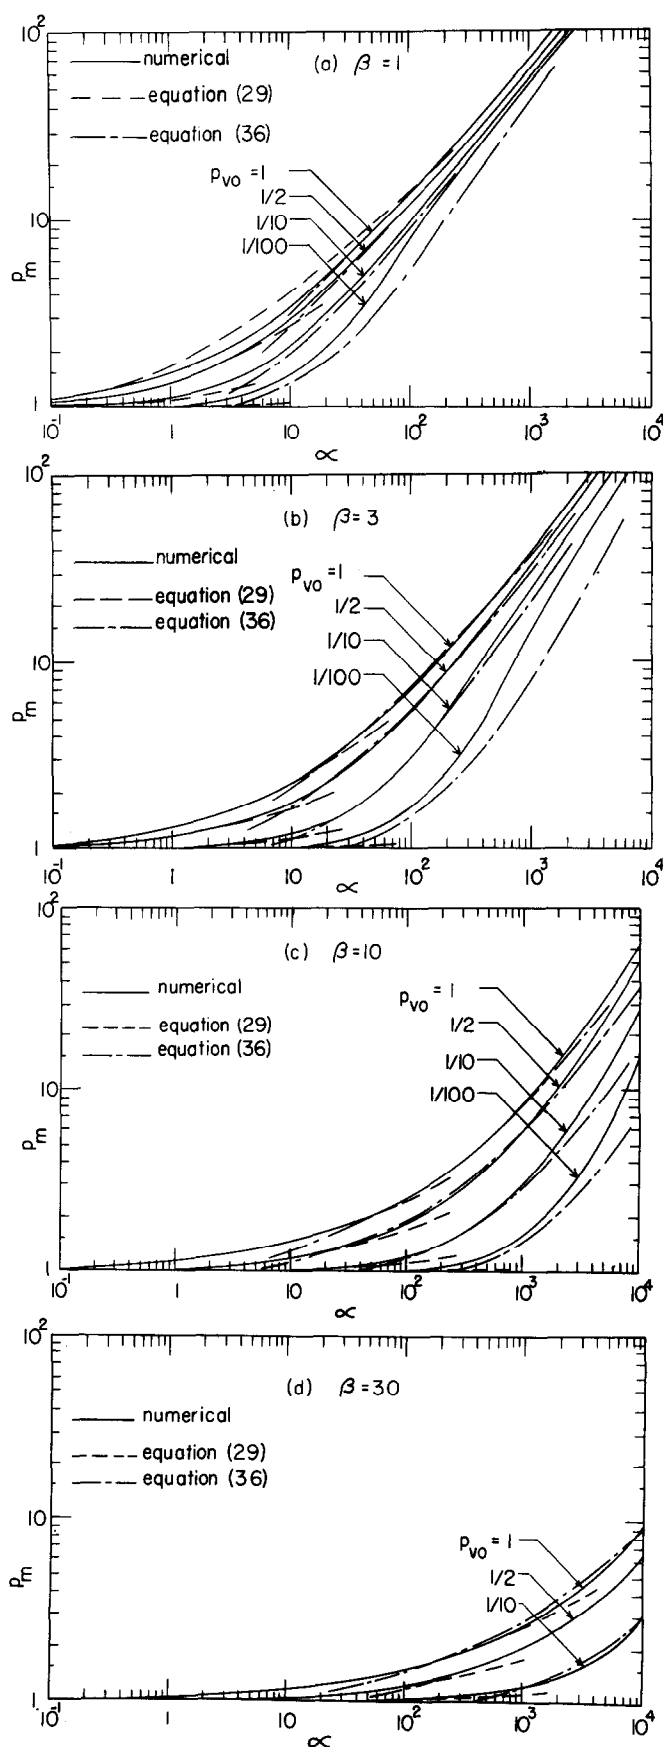 10²
numerical
(a) β = 1
equation (29)
equation (36)
p_vo = 1
1/2
1/10
1/100
10
p_m
1
10⁻¹ 1 10 10² 10³ 10⁴
∝
10²
(b) β = 3
numerical
p_vo = 1
equation (29)
1/2
equation (36)
1/10
10
1/100
p_m
1
10⁻¹ 1 10 10² 10³ 10⁴
∝
10²
(c) β = 10
numerical
p_vo = 1
equation (29)
1/2
equation (36)
1/10
10
1/100
p_m
1
10⁻¹ 1 10 10² 10³ 10⁴
∝
10²
(d) β = 30
numerical
equation (29)
equation (36)
10
p_vo = 1
1/2
p_m
1/10
1
10⁻¹ 1 10 10² 10³ 10⁴
∝